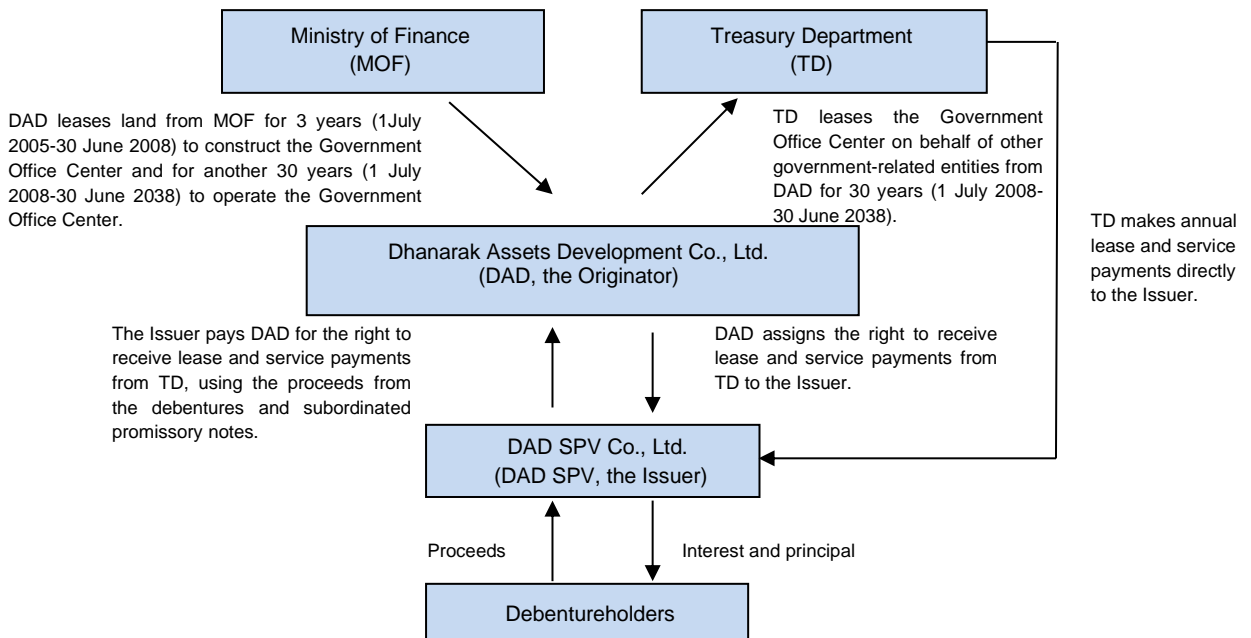 Ministry of Finance
(MOF)
Treasury Department
(TD)
DAD leases land from MOF for 3 years (1July
2005-30 June 2008) to construct the Government
Office Center and for another 30 years (1 July
2008-30 June 2038) to operate the Government
Office Center.
TD leases the Government
Office Center on behalf of other
government-related entities from
DAD for 30 years (1 July 2008-
30 June 2038).
TD makes annual
lease and service
payments directly
to the Issuer.
Dhanarak Assets Development Co., Ltd.
(DAD, the Originator)
The Issuer pays DAD for the right to
receive lease and service payments
from TD, using the proceeds from
the debentures and subordinated
promissory notes.
DAD assigns the right to receive
lease and service payments from
TD to the Issuer.
DAD SPV Co., Ltd.
(DAD SPV, the Issuer)
Proceeds
Interest and principal
Debentureholders